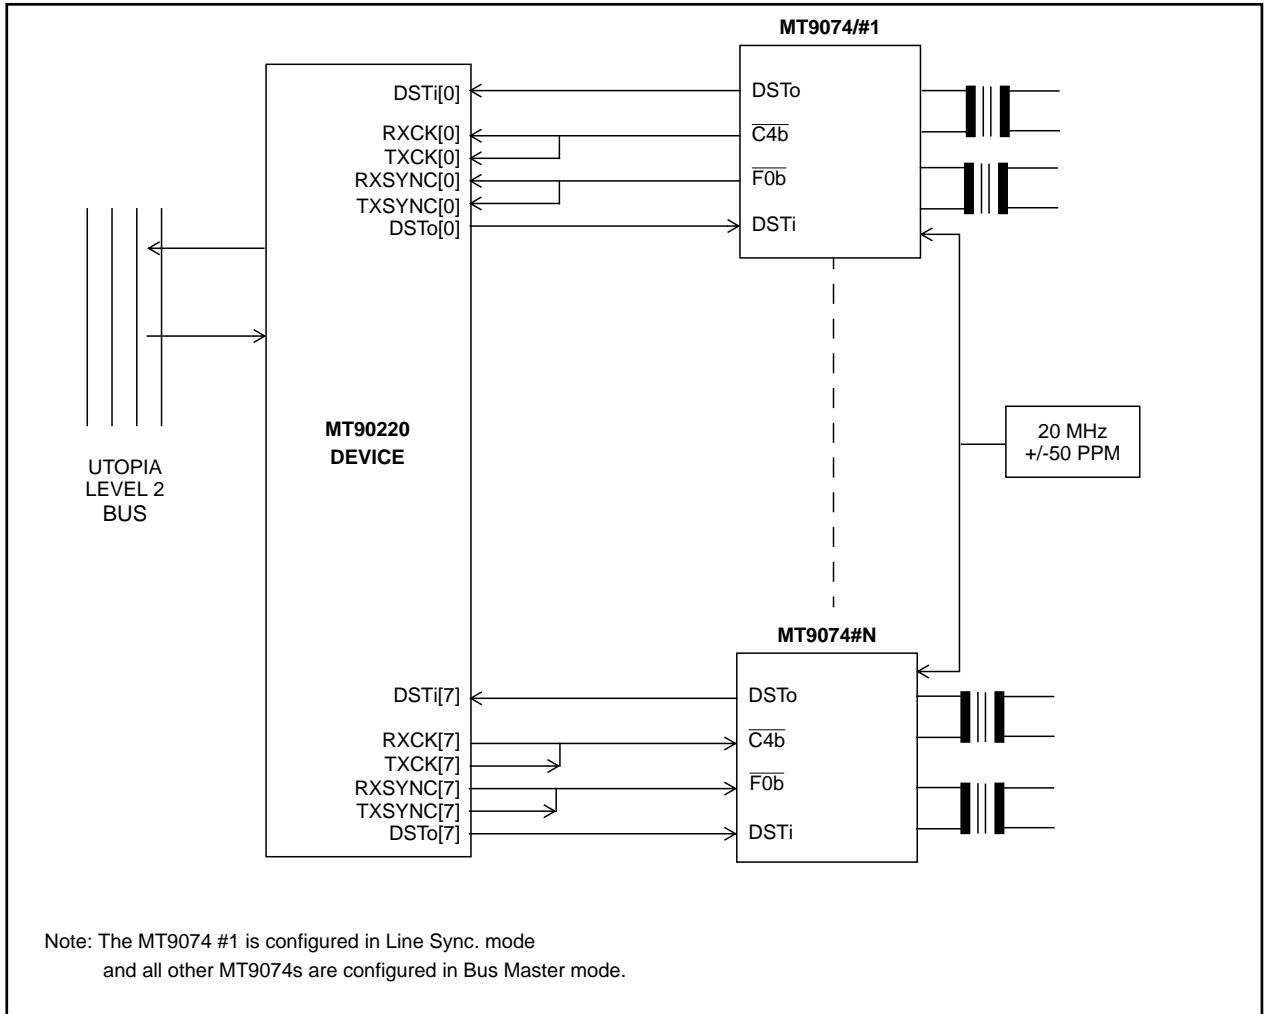 MT9074/#1
DSTi[0]
RXCK[0]
TXCK[0]
RXSYNC[0]
TXSYNC[0]
DSTo[0]
DSTo
C4b
F0b
DSTi
MT90220
DEVICE
UTOPIA
LEVEL 2
BUS
20 MHz
+/-50 PPM
MT9074#N
DSTi[7]
RXCK[7]
TXCK[7]
RXSYNC[7]
TXSYNC[7]
DSTo[7]
DSTo
C4b
F0b
DSTi
Note: The MT9074 #1 is configured in Line Sync. mode
and all other MT9074s are configured in Bus Master mode.